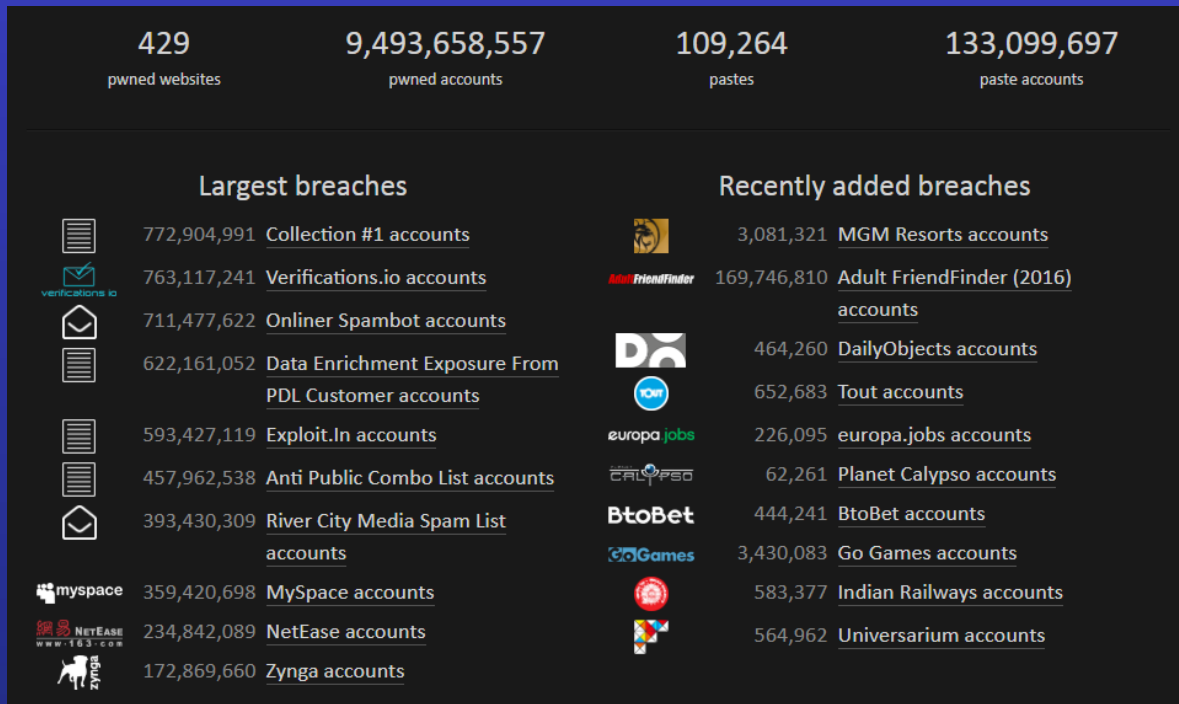 429
9,493,658,557
109,264
133,099,697
pwned websites
pwned accounts
pastes
paste accounts
Largest breaches
772,904,991 Collection #1 accounts
verifications io
763,117,241 Verifications.io accounts
711,477,622 Onliner Spambot accounts
622,161,052 Data Enrichment Exposure From
PDL Customer accounts
593,427,119 Exploit.In accounts
457,962,538 Anti Public Combo List accounts
393,430,309 River City Media Spam List
accounts
myspace
359,420,698 MySpace accounts
網易 NETEASE
www.163.com
234,842,089 NetEase accounts
zynga
172,869,660 Zynga accounts
Recently added breaches
3,081,321 MGM Resorts accounts
AdultFriendFinder
169,746,810 Adult FriendFinder (2016)
accounts
DO
464,260 DailyObjects accounts
TOUT
652,683 Tout accounts
europa.jobs
226,095 europa.jobs accounts
CALYPSO
62,261 Planet Calypso accounts
BtoBet
444,241 BtoBet accounts
GoGames
3,430,083 Go Games accounts
583,377 Indian Railways accounts
564,962 Universarium accounts